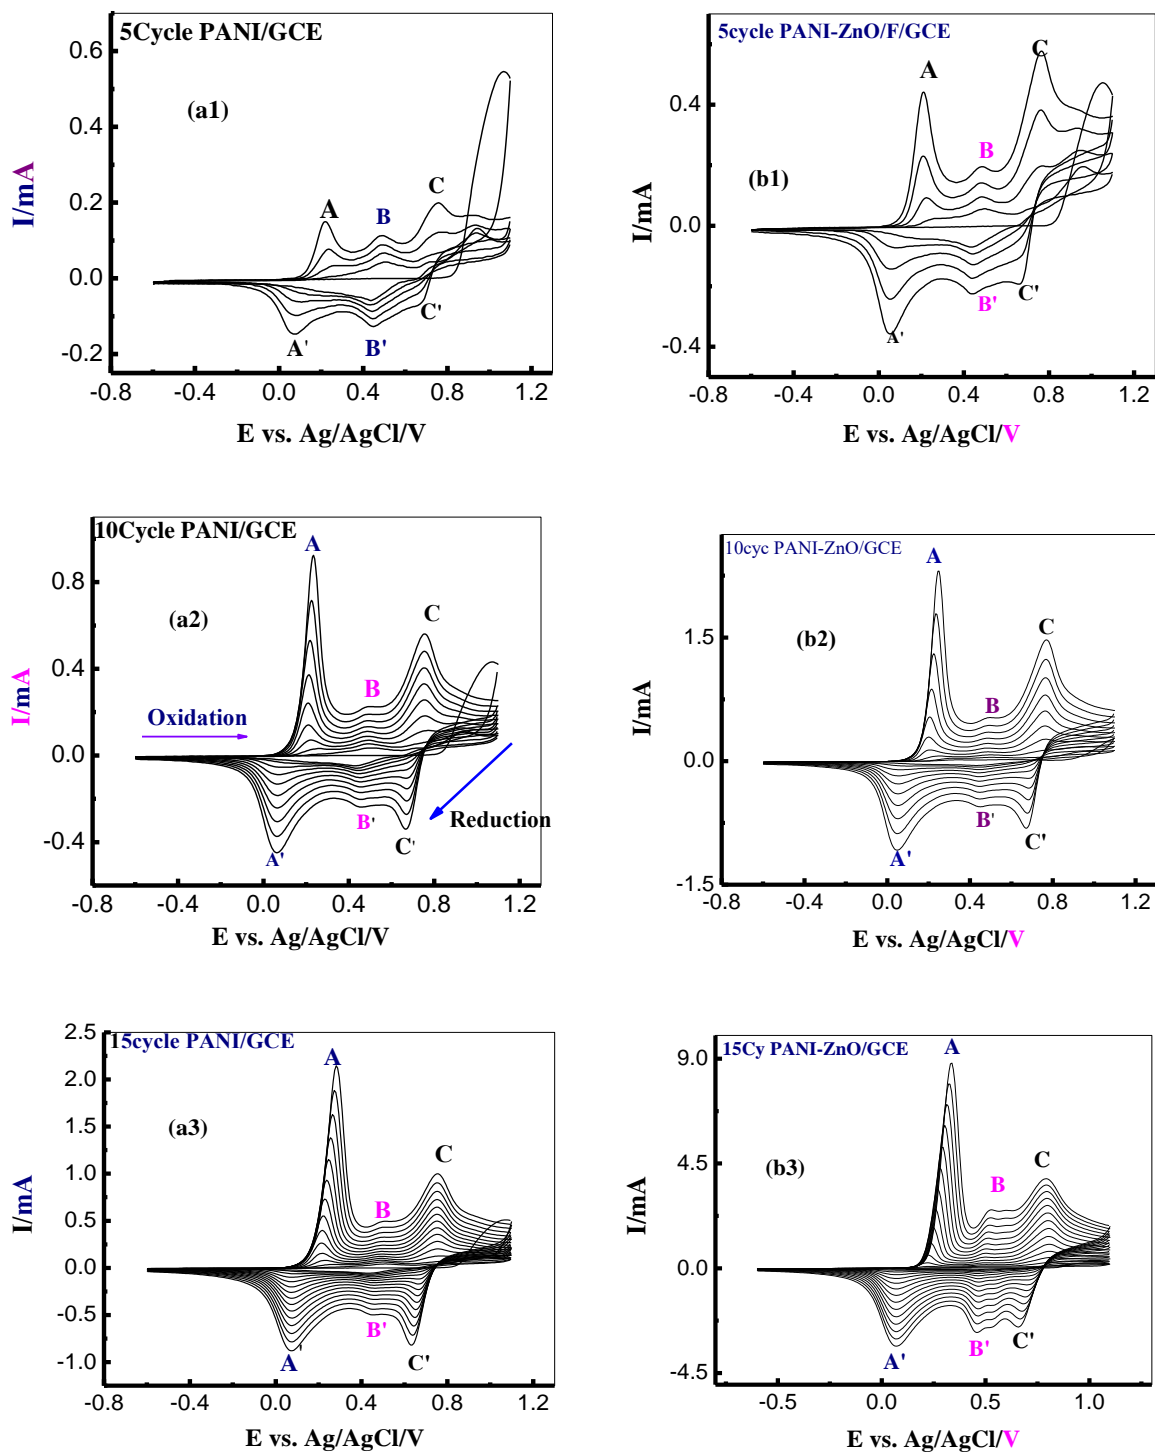 5Cycle PANI/GCE
(a1)
A
B
C
A'
B'
C'
0.6
0.4
0.2
0.0
-0.2
I/mA
-0.8 -0.4 0.0 0.4 0.8 1.2
E vs. Ag/AgCl/V
5cycle PANI-ZnO/F/GCE
(b1)
A
B
C
A'
B'
C'
0.4
0.0
-0.4
I/mA
-0.8 -0.4 0.0 0.4 0.8 1.2
E vs. Ag/AgCl/V
10Cycle PANI/GCE
(a2)
A
B
C
Oxidation
Reduction
A'
B'
C'
0.8
0.4
0.0
-0.4
I/mA
-0.8 -0.4 0.0 0.4 0.8 1.2
E vs. Ag/AgCl/V
10cyc PANI-ZnO/GCE
(b2)
A
B
C
A'
B'
C'
1.5
0.0
-1.5
I/mA
-0.8 -0.4 0.0 0.4 0.8 1.2
E vs. Ag/AgCl/V
15cycle PANI/GCE
(a3)
A
B
C
A'
B'
C'
2.5
2.0
1.5
1.0
0.5
0.0
-0.5
-1.0
I/mA
-0.8 -0.4 0.0 0.4 0.8 1.2
E vs. Ag/AgCl/V
15Cy PANI-ZnO/GCE
(b3)
A
B
C
A'
B'
C'
9.0
4.5
0.0
-4.5
I/mA
-0.5 0.0 0.5 1.0
E vs. Ag/AgCl/V